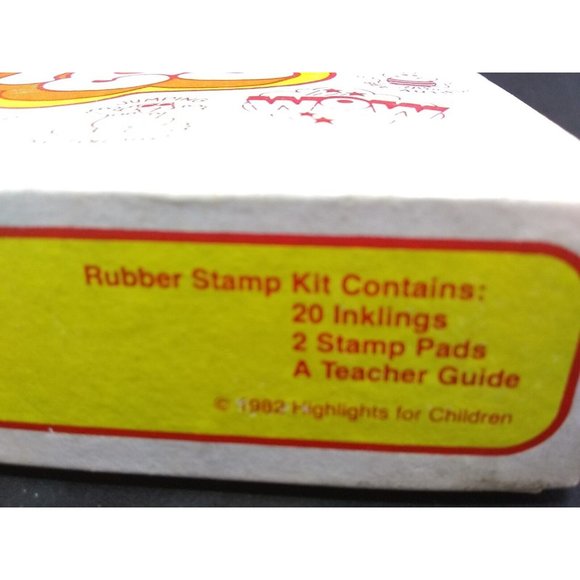 Rubber Stamp Kit Contains:
20 Inklings
2 Stamp Pads
A Teacher Guide
© 1982 Highlights for Children